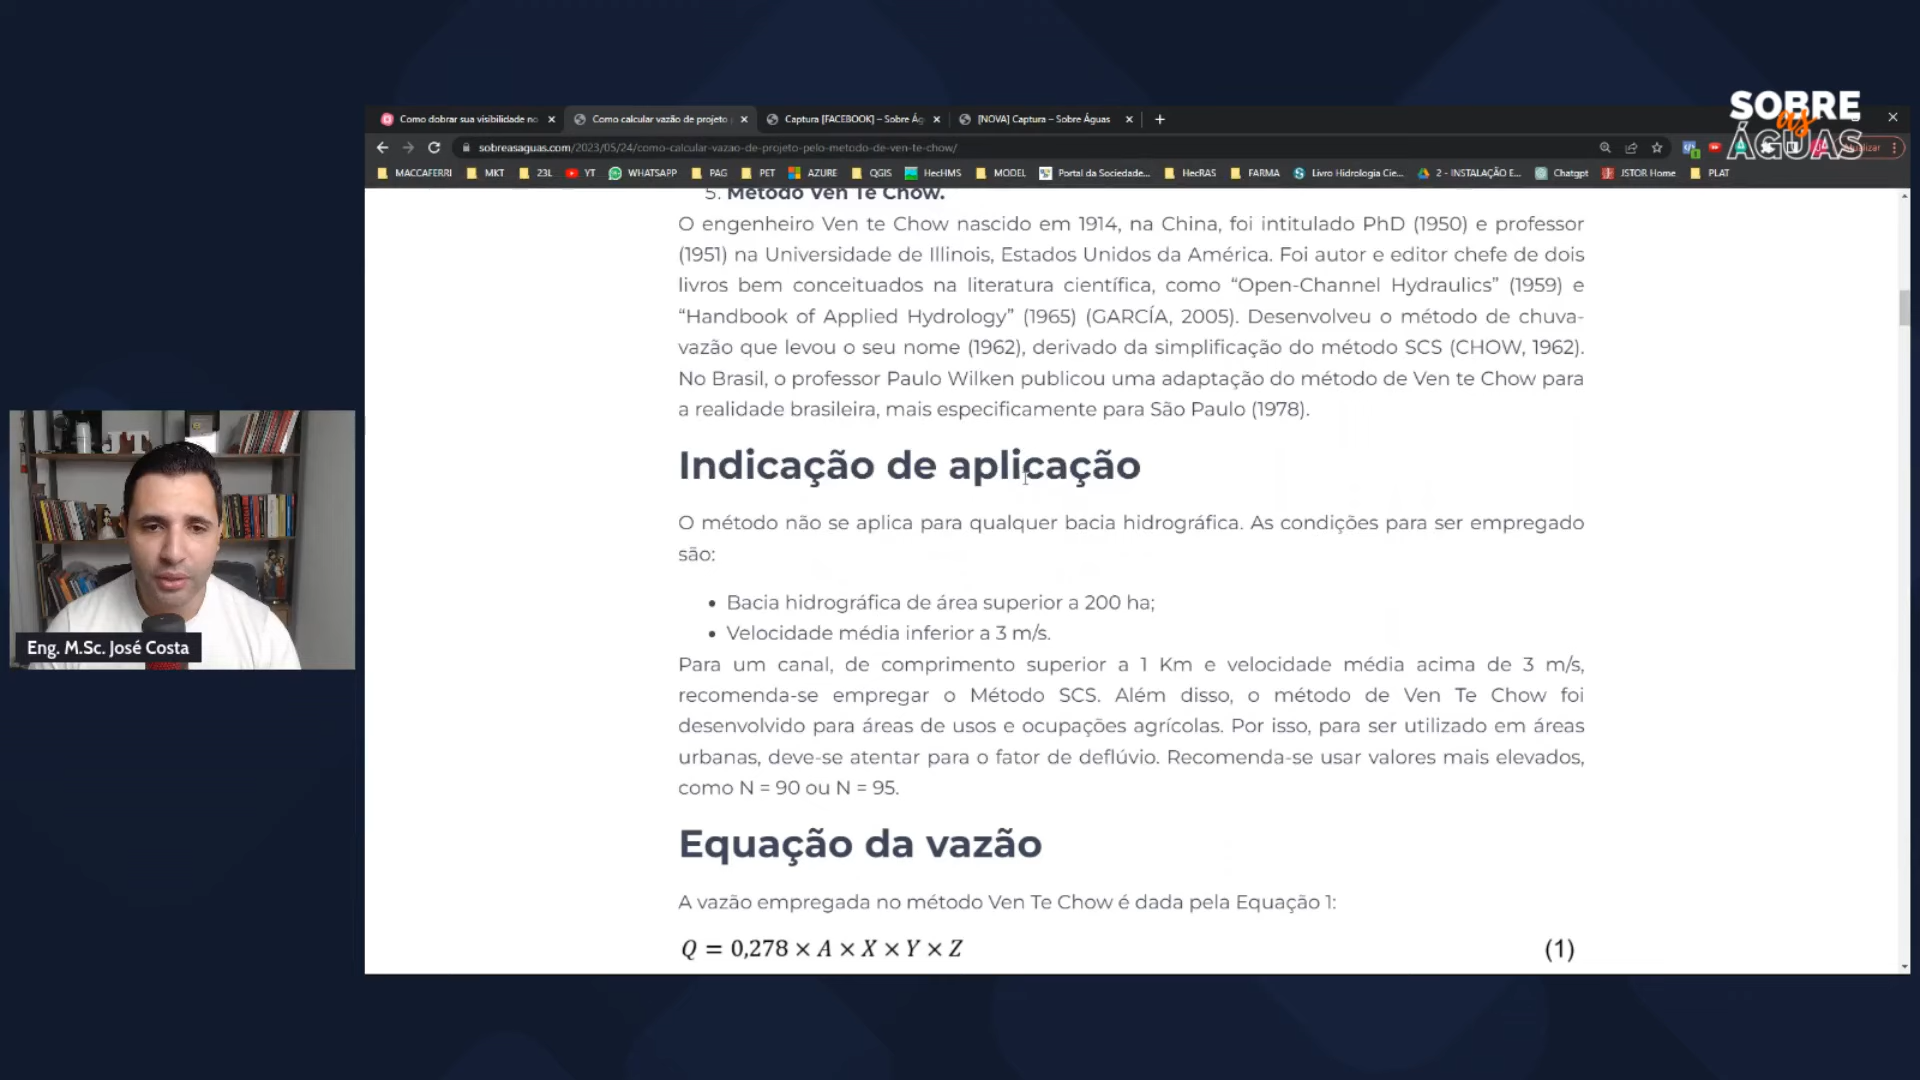 SOBRE
as
ÁGUAS
Como dobrar sua visibilidade no
Como calcular vazão de projeto
Captura [FACEBOOK] – Sobre Ág
[NOVA] Captura – Sobre Águas
sobreasaguas.com/2023/05/24/como-calcular-vazao-de-projeto-pelo-metodo-de-ven-te-chow/
MACCAFERRI MKT 23L YT WHATSAPP PAG PET AZURE QGIS HecHMS MODEL Portal da Sociedade... HecRAS FARMA Livro Hidrologia Cie... 2 - INSTALAÇÃO E... Chatgpt JSTOR Home PLAT
5. Método Ven Te Chow.
O engenheiro Ven te Chow nascido em 1914, na China, foi intitulado PhD (1950) e professor
(1951) na Universidade de Illinois, Estados Unidos da América. Foi autor e editor chefe de dois
livros bem conceituados na literatura científica, como “Open-Channel Hydraulics” (1959) e
“Handbook of Applied Hydrology” (1965) (GARCÍA, 2005). Desenvolveu o método de chuva-
vazão que levou o seu nome (1962), derivado da simplificação do método SCS (CHOW, 1962).
No Brasil, o professor Paulo Wilken publicou uma adaptação do método de Ven te Chow para
a realidade brasileira, mais especificamente para São Paulo (1978).
Indicação de aplicação
O método não se aplica para qualquer bacia hidrográfica. As condições para ser empregado
são:
• Bacia hidrográfica de área superior a 200 ha;
• Velocidade média inferior a 3 m/s.
Para um canal, de comprimento superior a 1 Km e velocidade média acima de 3 m/s,
recomenda-se empregar o Método SCS. Além disso, o método de Ven Te Chow foi
desenvolvido para áreas de usos e ocupações agrícolas. Por isso, para ser utilizado em áreas
urbanas, deve-se atentar para o fator de deflúvio. Recomenda-se usar valores mais elevados,
como N = 90 ou N = 95.
Equação da vazão
A vazão empregada no método Ven Te Chow é dada pela Equação 1:
Q = 0,278 × A × X × Y × Z (1)
JT
Eng. M.Sc. José Costa